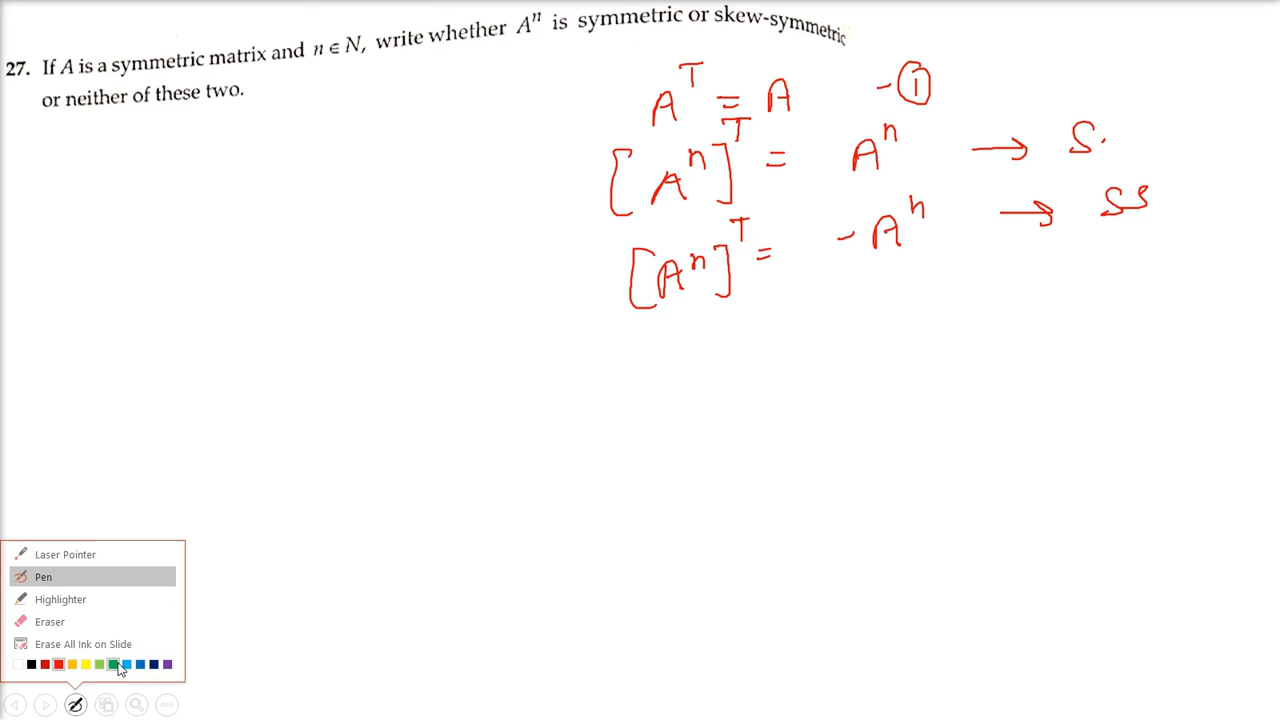 27. If A is a symmetric matrix and n ∈ N, write whether Aⁿ is symmetric or skew-symmetric
or neither of these two.
Aᵀ = A - ①
[Aⁿ]ᵀ = Aⁿ → S.
[Aⁿ]ᵀ = - Aⁿ → SS
Laser Pointer
Pen
Highlighter
Eraser
Erase All Ink on Slide